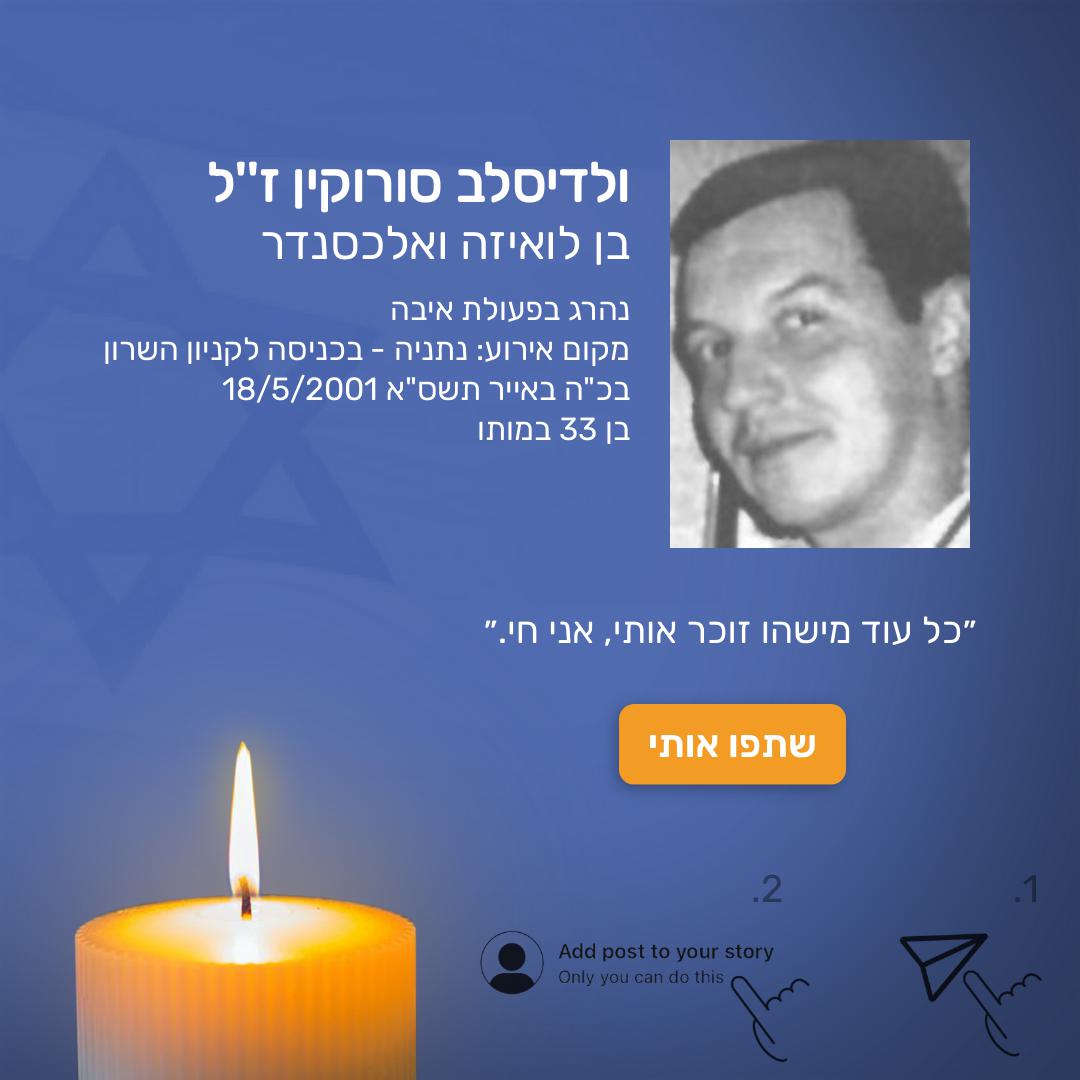 ולדיסלב סורוקין ז"ל
בן לואיזה ואלכסנדר
נהרג בפעולת איבה
מקום אירוע: נתניה - בכניסה לקניון השרון
בכ"ה באייר תשס"א 18/5/2001
בן 33 במותו
״כל עוד מישהו זוכר אותי, אני חי.״
שתפו אותי
1.
2.
Add post to your story
Only you can do this